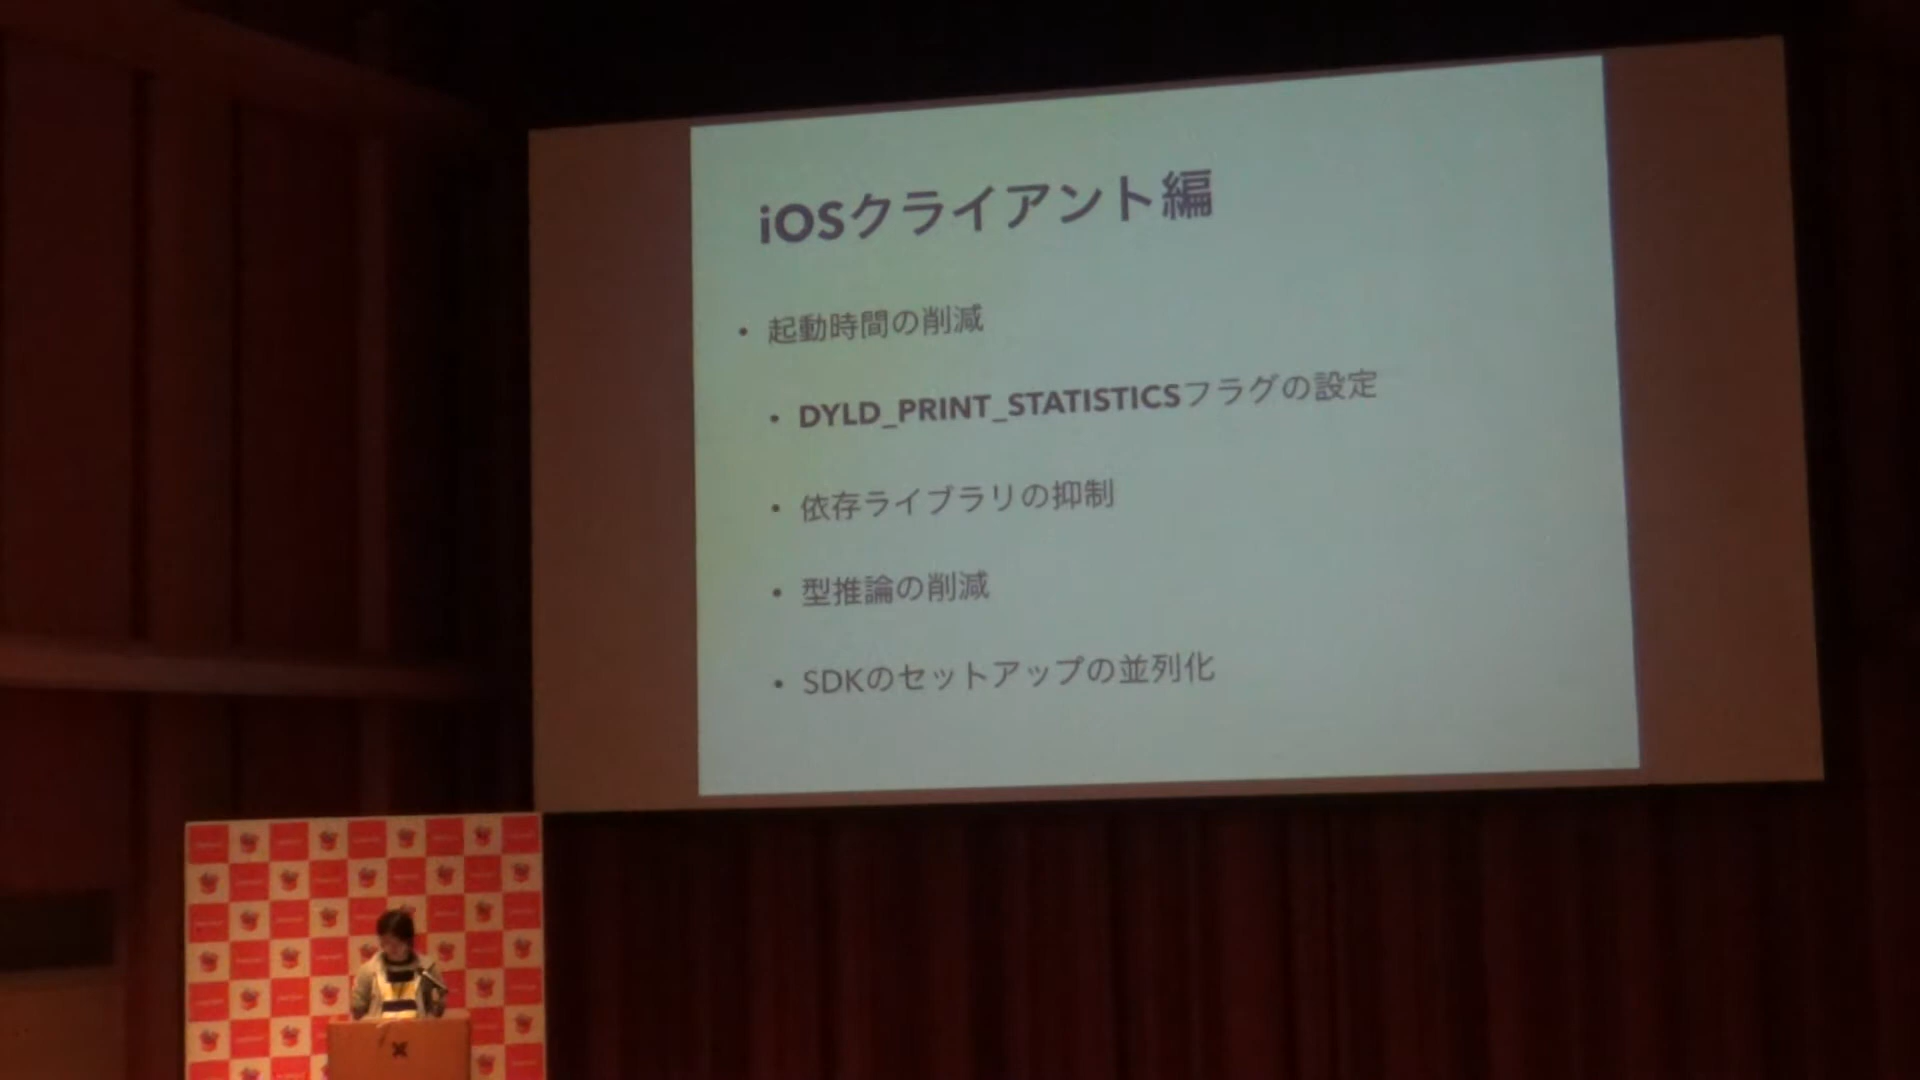 iOSクライアント編
• 起動時間の削減
• DYLD_PRINT_STATISTICSフラグの設定
• 依存ライブラリの抑制
• 型推論の削減
• SDKのセットアップの並列化